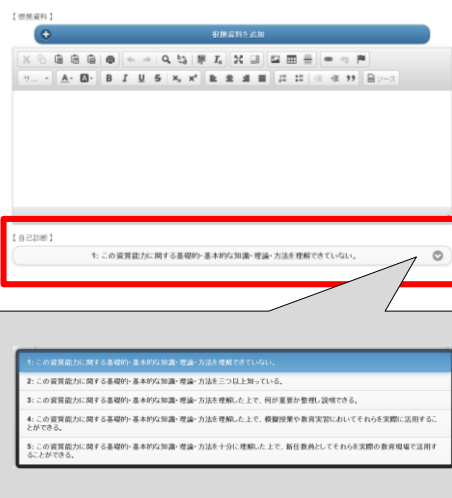 【根拠資料】
根拠資料を追加
B I U S x₂ x²
ソース
【自己診断】
1: この資質能力に関する基礎的・基本的な知識・理論・方法を理解できていない。
1: この資質能力に関する基礎的・基本的な知識・理論・方法を理解できていない。
2: この資質能力に関する基礎的・基本的な知識・理論・方法を三つ以上知っている。
3: この資質能力に関する基礎的・基本的な知識・理論・方法を理解した上で、何が重要か整理し説明できる。
4: この資質能力に関する基礎的・基本的な知識・理論・方法を理解した上で、模擬授業や教育実習においてそれらを実際に活用するこ
とができる。
5: この資質能力に関する基礎的・基本的な知識・理論・方法を十分に理解した上で、新任教員としてそれらを実際の教育現場で活用す
ることができる。